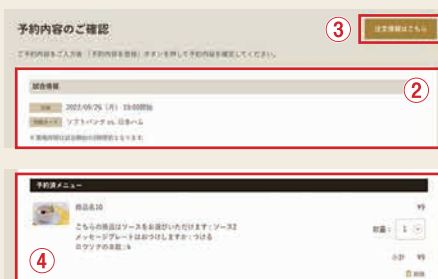 予約内容のご確認
③
注文情報はこちら
ご予約内容をご入力後 「予約内容を登録」ボタンを押して予約内容を確定してください。
試合情報
②
2022/09/26 (月) 18:00開始
ソフトバンク vs. 日本ハム
予約済メニュー
商品名10
¥0
こちらの商品はソースをお選びいただけます:ソース2
メッセージプレートはおつけしますか:つける
ロウソクの本数:6
数量: 1
④
小計 ¥0
削除